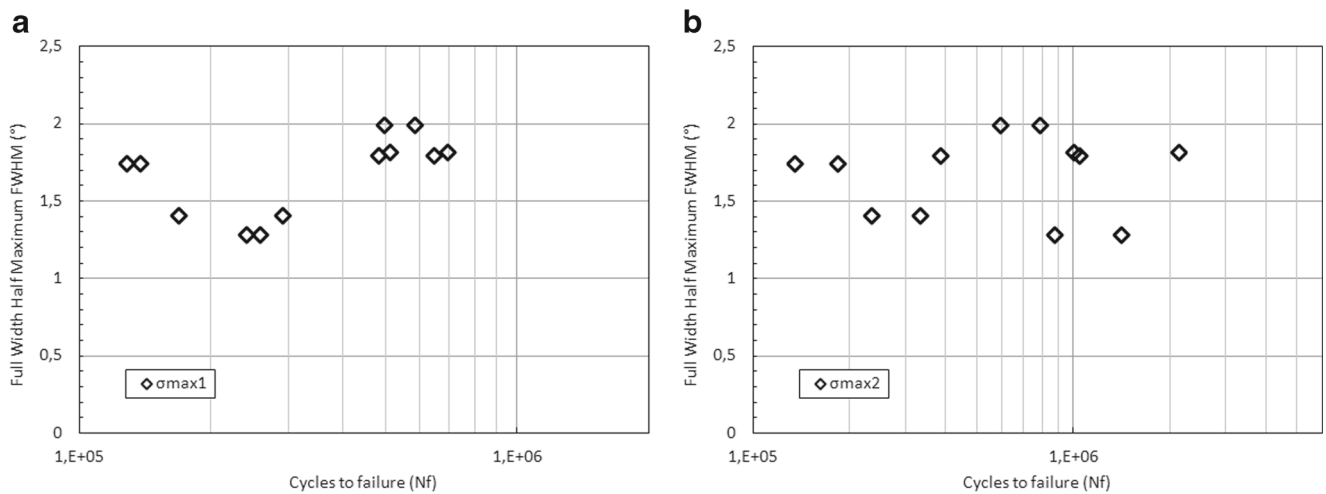 a
Full Width Half Maximum FWHM (°)
2,5
2
1,5
1
0,5
0
σmax1
1,E+05
1,E+06
Cycles to failure (Nf)
b
Full Width Half Maximum FWHM (°)
2,5
2
1,5
1
0,5
0
σmax2
1,E+05
1,E+06
Cycles to failure (Nf)